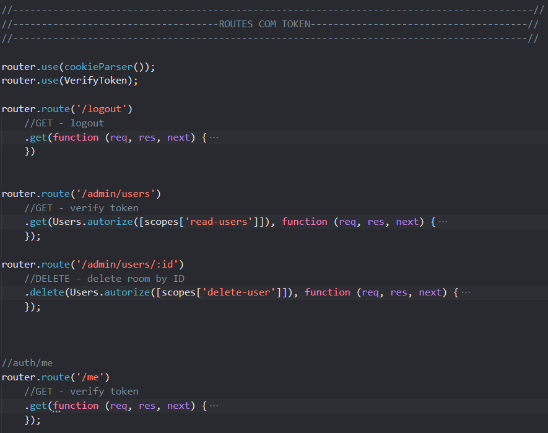 //---------------------------------------------------------------------------------------//
//-----------------------------------ROUTES COM TOKEN------------------------------------//
//---------------------------------------------------------------------------------------//
router.use(cookieParser());
router.use(VerifyToken);
router.route('/logout')
//GET - logout
.get(function (req, res, next) {···
})
router.route('/admin/users')
//GET - verify token
.get(Users.autorize([scopes['read-users']]), function (req, res, next) {···
});
router.route('/admin/users/:id')
//DELETE - delete room by ID
.delete(Users.autorize([scopes['delete-user']]), function (req, res, next) {···
});
//auth/me
router.route('/me')
//GET - verify token
.get(function (req, res, next) {···
});